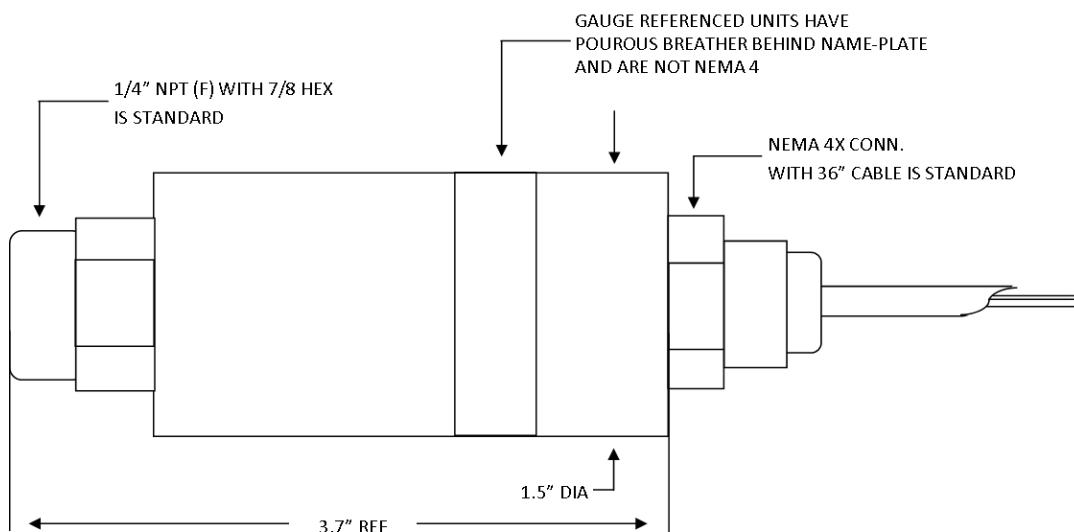 GAUGE REFERENCED UNITS HAVE
POUROUS BREATHER BEHIND NAME-PLATE
AND ARE NOT NEMA 4
1/4” NPT (F) WITH 7/8 HEX
IS STANDARD
NEMA 4X CONN.
WITH 36” CABLE IS STANDARD
1.5” DIA
3.7” REF